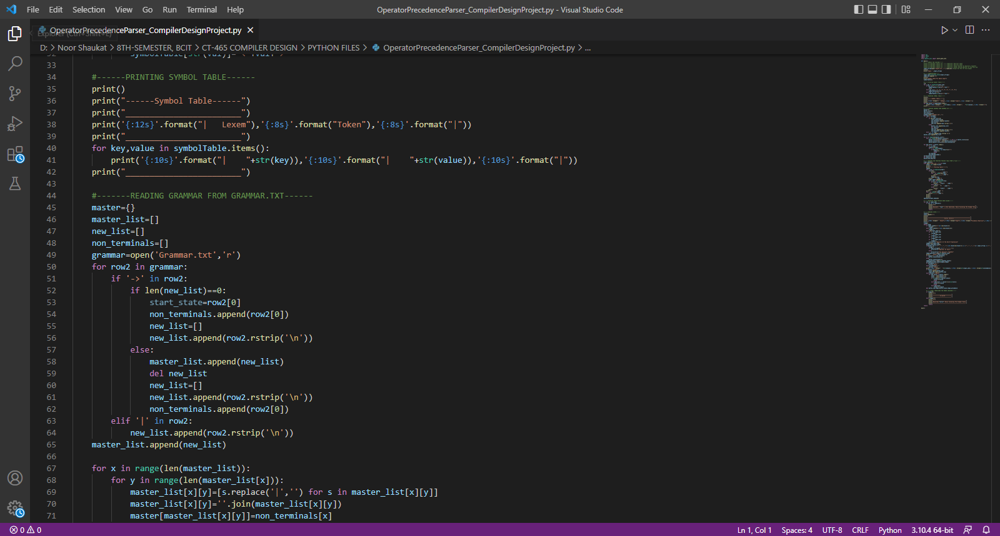 File Edit Selection View Go Run Terminal Help OperatorPrecedenceParser_CompilerDesignProject.py - Visual Studio Code
OperatorPrecedenceParser_CompilerDesignProject.py
Explorer (Ctrl+Shift+E)
D: > Noor Shaukat > 8TH-SEMESTER, BCIT > CT-465 COMPILER DESIGN > PYTHON FILES > OperatorPrecedenceParser_CompilerDesignProject.py > ...
33
34 #------PRINTING SYMBOL TABLE------
35 print()
36 print("------Symbol Table------")
37 print("________________________")
38 print('{:12s}'.format("|   Lexem"),'{:8s}'.format("Token"),'{:8s}'.format("|"))
39 print("________________________")
40 for key,value in symbolTable.items():
41 print('{:10s}'.format("|    "+str(key)),'{:10s}'.format("|    "+str(value)),'{:10s}'.format("|"))
42 print("________________________")
43
44 #-------READING GRAMMAR FROM GRAMMAR.TXT------
45 master={}
46 master_list=[]
47 new_list=[]
48 non_terminals=[]
49 grammar=open('Grammar.txt','r')
50 for row2 in grammar:
51 if '->' in row2:
52 if len(new_list)==0:
53 start_state=row2[0]
54 non_terminals.append(row2[0])
55 new_list=[]
56 new_list.append(row2.rstrip('\n'))
57 else:
58 master_list.append(new_list)
59 del new_list
60 new_list=[]
61 new_list.append(row2.rstrip('\n'))
62 non_terminals.append(row2[0])
63 elif '|' in row2:
64 new_list.append(row2.rstrip('\n'))
65 master_list.append(new_list)
66
67 for x in range(len(master_list)):
68 for y in range(len(master_list[x])):
69 master_list[x][y]=[s.replace('|','') for s in master_list[x][y]]
70 master_list[x][y]=''.join(master_list[x][y])
71 master[master_list[x][y]]=non_terminals[x]
0 0 Ln 1, Col 1 Spaces: 4 UTF-8 CRLF Python 3.10.4 64-bit